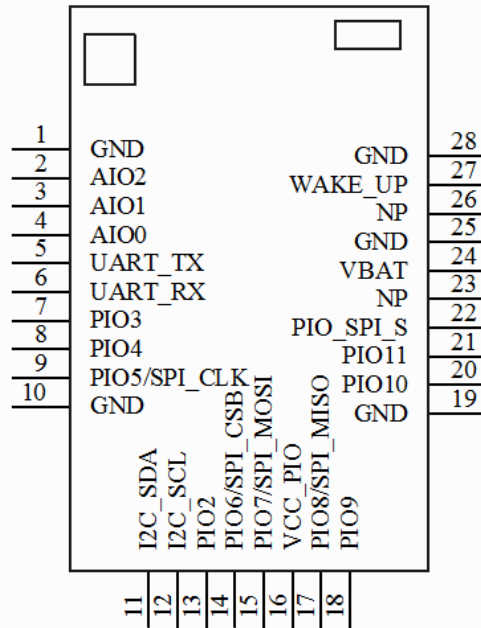 1 GND
2 AIO2
3 AIO1
4 AIO0
5 UART_TX
6 UART_RX
7 PIO3
8 PIO4
9 PIO5/SPI_CLK
10 GND
28 GND
27 WAKE_UP
26 NP
25 GND
24 VBAT
23 NP
22 PIO_SPI_S
21 PIO11
20 PIO10
19 GND
11 I2C_SDA
12 I2C_SCL
13 PIO2
14 PIO6/SPI_CSB
15 PIO7/SPI_MOSI
16 VCC_PIO
17 PIO8/SPI_MISO
18 PIO9